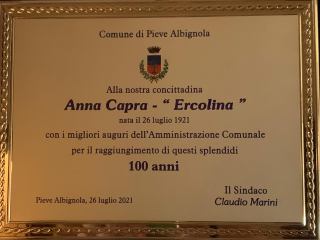 Comune di Pieve Albignola
Alla nostra concittadina
Anna Capra - “ Ercolina ”
nata il 26 luglio 1921
con i migliori auguri dell'Amministrazione Comunale
per il raggiungimento di questi splendidi
100 anni
Il Sindaco
Pieve Albignola, 26 luglio 2021
Claudio Marini